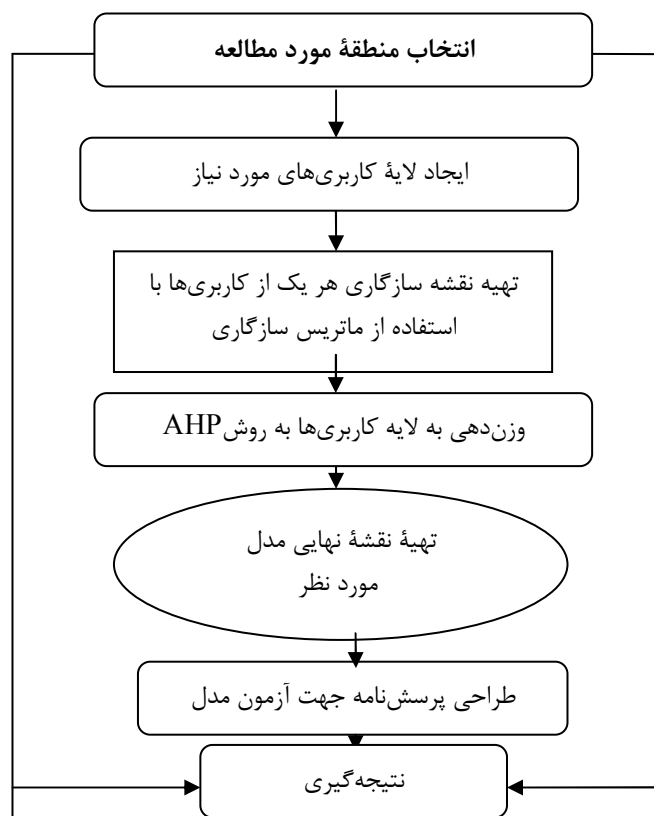 انتخاب منطقهٔ مورد مطالعه
ایجاد لایهٔ کاربری‌های مورد نیاز
تهیه نقشه سازگاری هر یک از کاربری‌ها با
استفاده از ماتریس سازگاری
وزن‌دهی به لایه کاربری‌ها به روش AHP
تهیهٔ نقشهٔ نهایی مدل
مورد نظر
طراحی پرسش‌نامه جهت آزمون مدل
نتیجه‌گیری